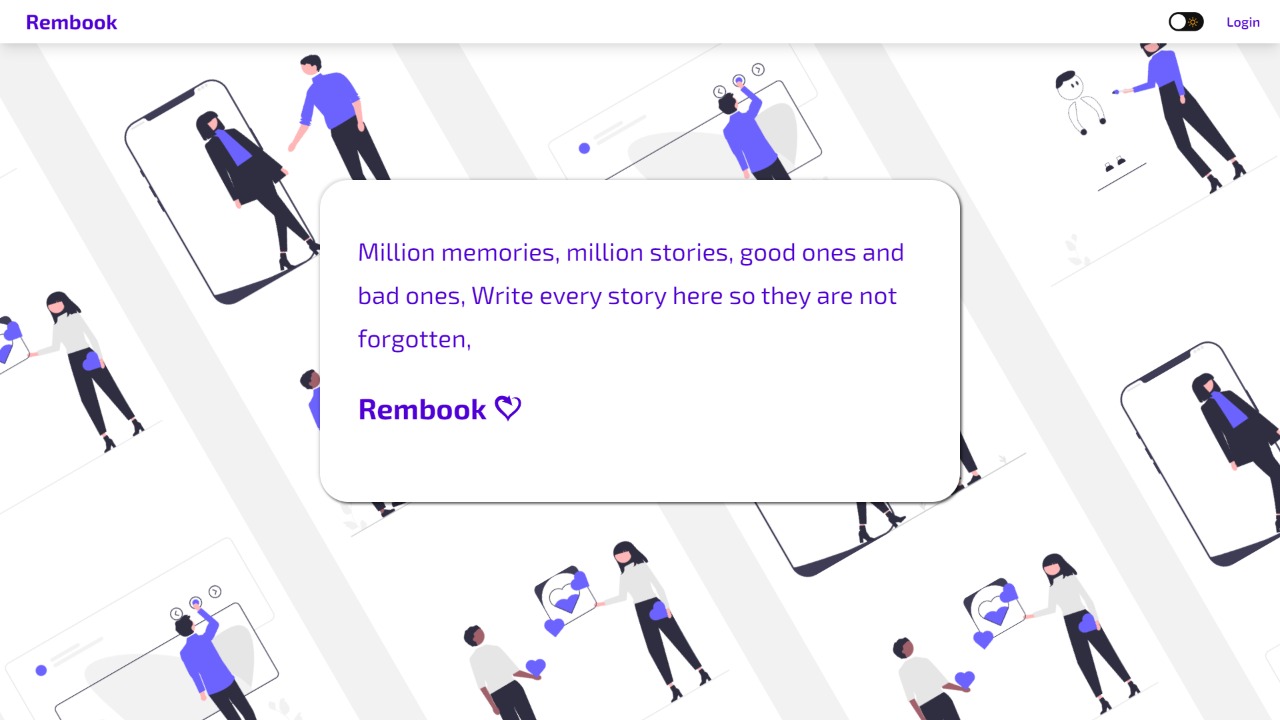 Rembook
Login
Million memories, million stories, good ones and
bad ones, Write every story here so they are not
forgotten,
Rembook